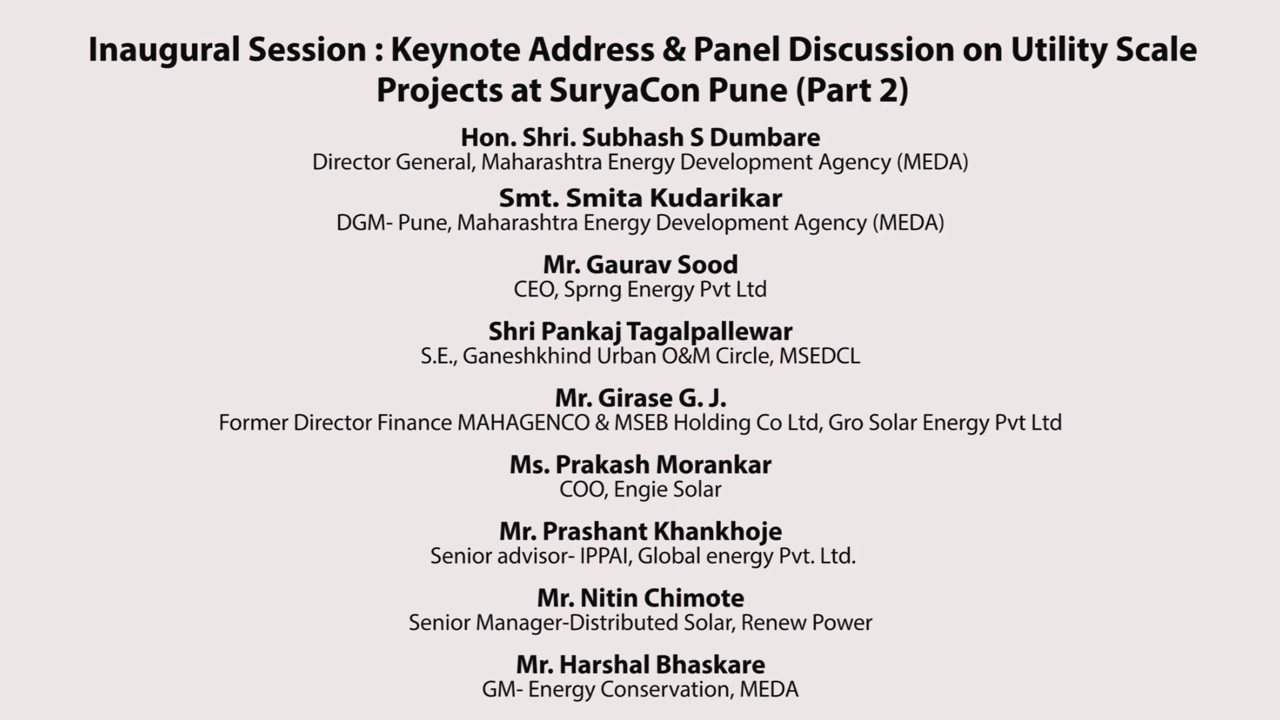 Inaugural Session : Keynote Address & Panel Discussion on Utility Scale
Projects at SuryaCon Pune (Part 2)
Hon. Shri. Subhash S Dumbare
Director General, Maharashtra Energy Development Agency (MEDA)
Smt. Smita Kudarikar
DGM- Pune, Maharashtra Energy Development Agency (MEDA)
Mr. Gaurav Sood
CEO, Sprng Energy Pvt Ltd
Shri Pankaj Tagalpallewar
S.E., Ganeshkhind Urban O&M Circle, MSEDCL
Mr. Girase G. J.
Former Director Finance MAHAGENCO & MSEB Holding Co Ltd, Gro Solar Energy Pvt Ltd
Ms. Prakash Morankar
COO, Engie Solar
Mr. Prashant Khankhoje
Senior advisor- IPPAI, Global energy Pvt. Ltd.
Mr. Nitin Chimote
Senior Manager-Distributed Solar, Renew Power
Mr. Harshal Bhaskare
GM- Energy Conservation, MEDA